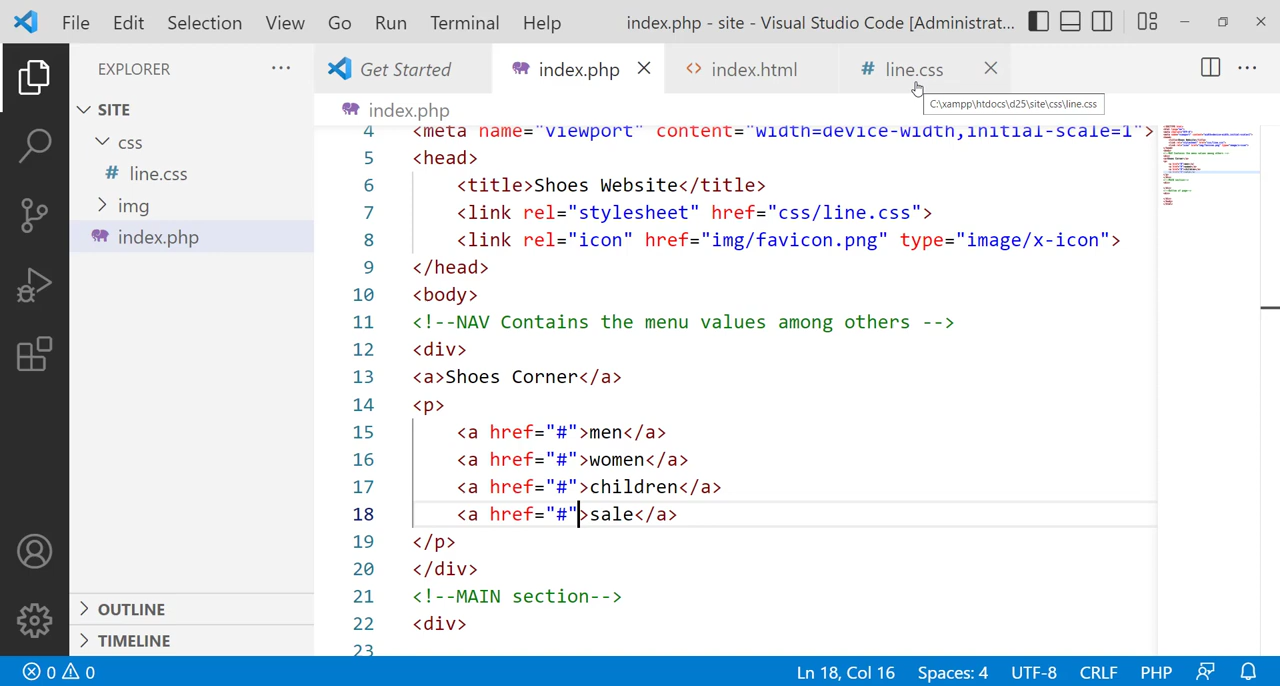 File Edit Selection View Go Run Terminal Help index.php - site - Visual Studio Code [Administrat...
EXPLORER ... Get Started index.php index.html # line.css ...
C:\xampp\htdocs\d25\site\css\line.css
SITE
index.php
css
# line.css
img
index.php
4 <meta name="viewport" content="width=device-width,initial-scale=1">
5 <head>
6 <title>Shoes Website</title>
7 <link rel="stylesheet" href="css/line.css">
8 <link rel="icon" href="img/favicon.png" type="image/x-icon">
9 </head>
10 <body>
11 <!--NAV Contains the menu values among others -->
12 <div>
13 <a>Shoes Corner</a>
14 <p>
15 <a href="#">men</a>
16 <a href="#">women</a>
17 <a href="#">children</a>
18 <a href="#">sale</a>
19 </p>
20 </div>
21 <!--MAIN section-->
22 <div>
23
OUTLINE
TIMELINE
0 0 Ln 18, Col 16 Spaces: 4 UTF-8 CRLF PHP